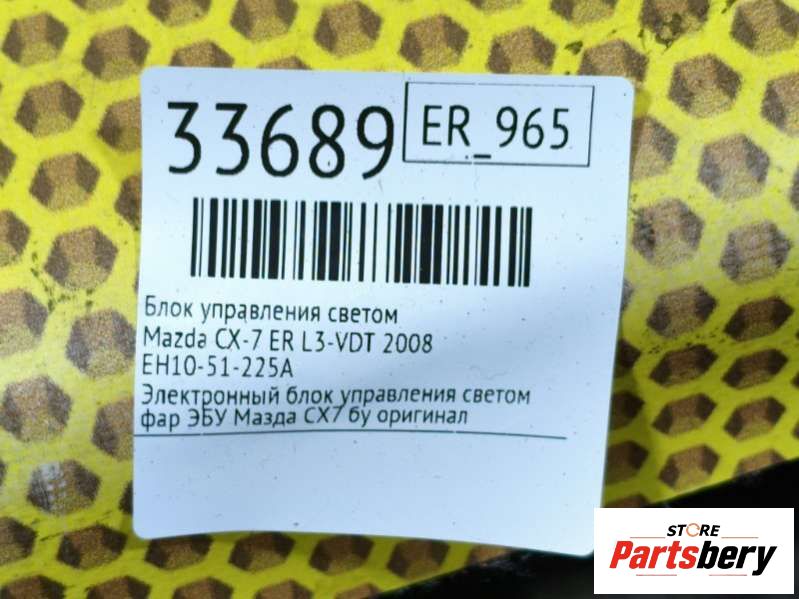 33689
ER_965
Блок управления светом
Mazda CX-7 ER L3-VDT 2008
EH10-51-225A
Электронный блок управления светом
фар ЭБУ Мазда СХ7 бу оригинал
STORE
Partsbery